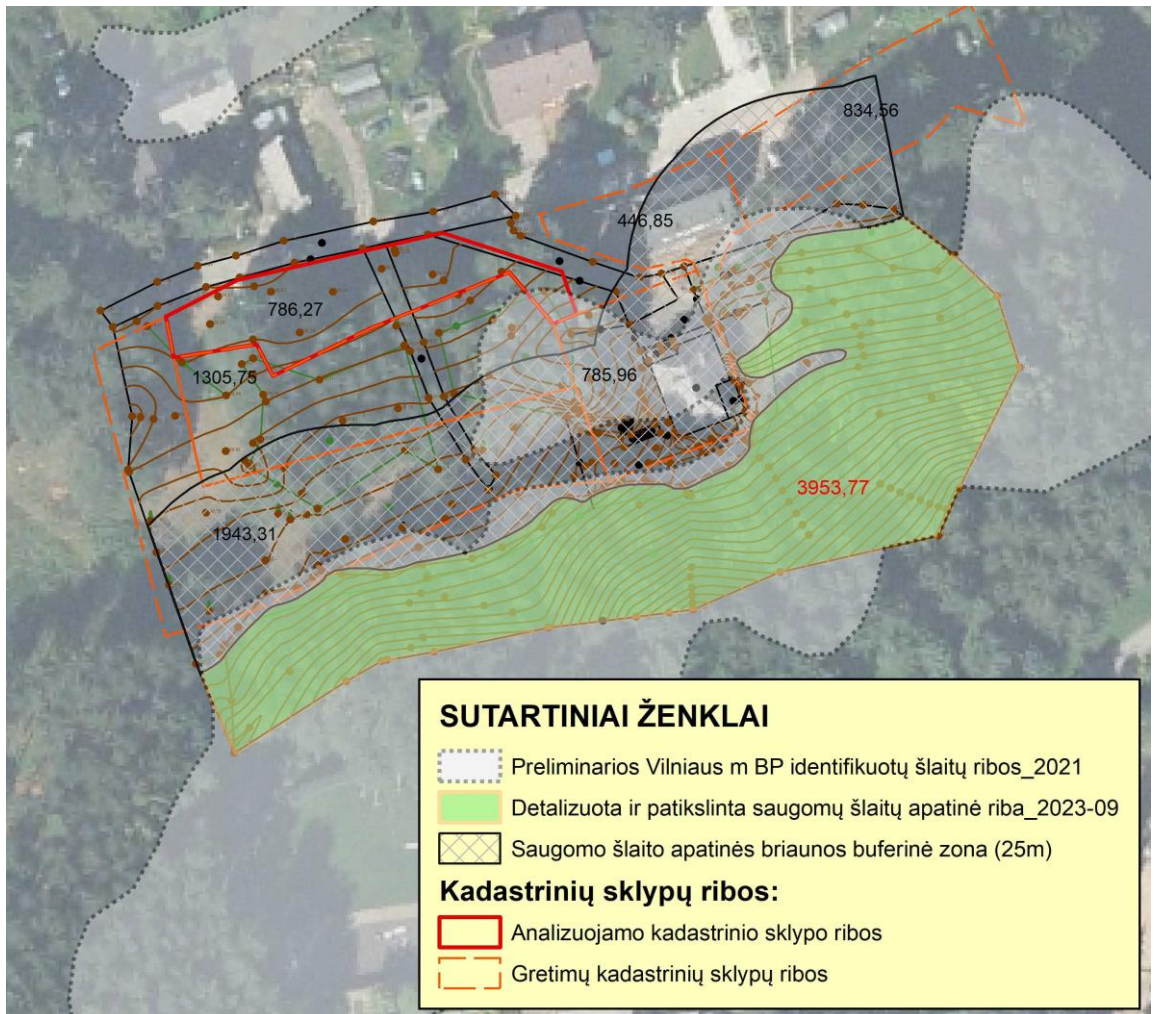 834,56
446,85
786,27
1305,75
785,96
3953,77
1943,31
SUTARTINIAI ŽENKLAI
Preliminarios Vilniaus m BP identifikuotų šlaitų ribos_2021
Detalizuota ir patikslinta saugomų šlaitų apatinė riba_2023-09
Saugomo šlaito apatinės briaunos buferinė zona (25m)
Kadastrinių sklypų ribos:
Analizuojamo kadastrinio sklypo ribos
Gretimų kadastrinių sklypų ribos